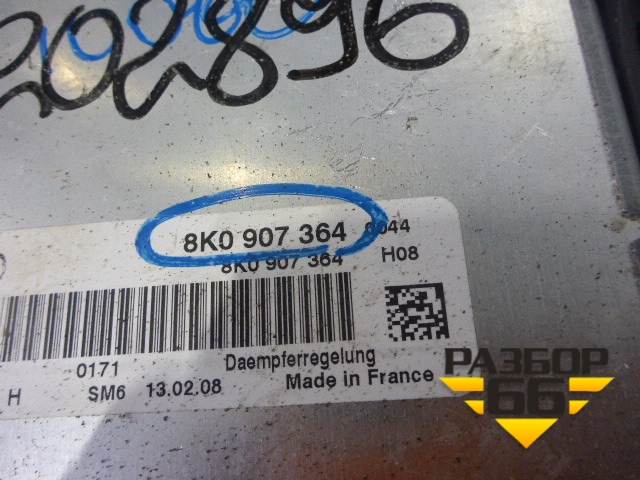 202896
8K0 907 364 0044
8K0 907 364 H08
0171 Daempferregelung
H SM6 13.02.08 Made in France
РАЗБОР
66